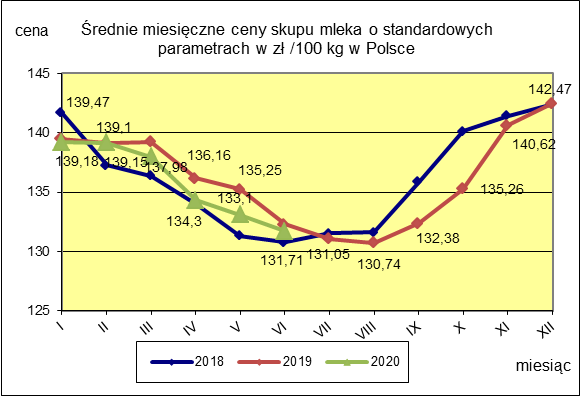 cena
Średnie miesięczne ceny skupu mleka o standardowych
parametrach w zł /100 kg w Polsce
145
140
135
130
125
139,47
139,1
139,18
139,15
137,98
136,16
135,25
134,3
133,1
131,71
131,05
130,74
132,38
135,26
140,62
142,47
I
II
III
IV
V
VI
VII
VIII
IX
X
XI
XII
2018
2019
2020
miesiąc